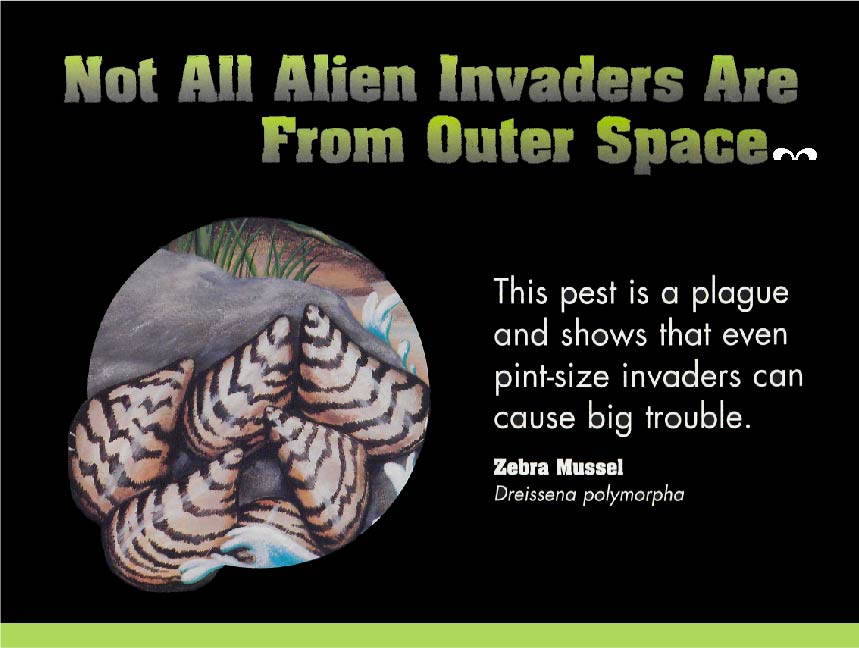 Not All Alien Invaders Are
From Outer Space
This pest is a plague
and shows that even
pint-size invaders can
cause big trouble.
Zebra Mussel
Dreissena polymorpha